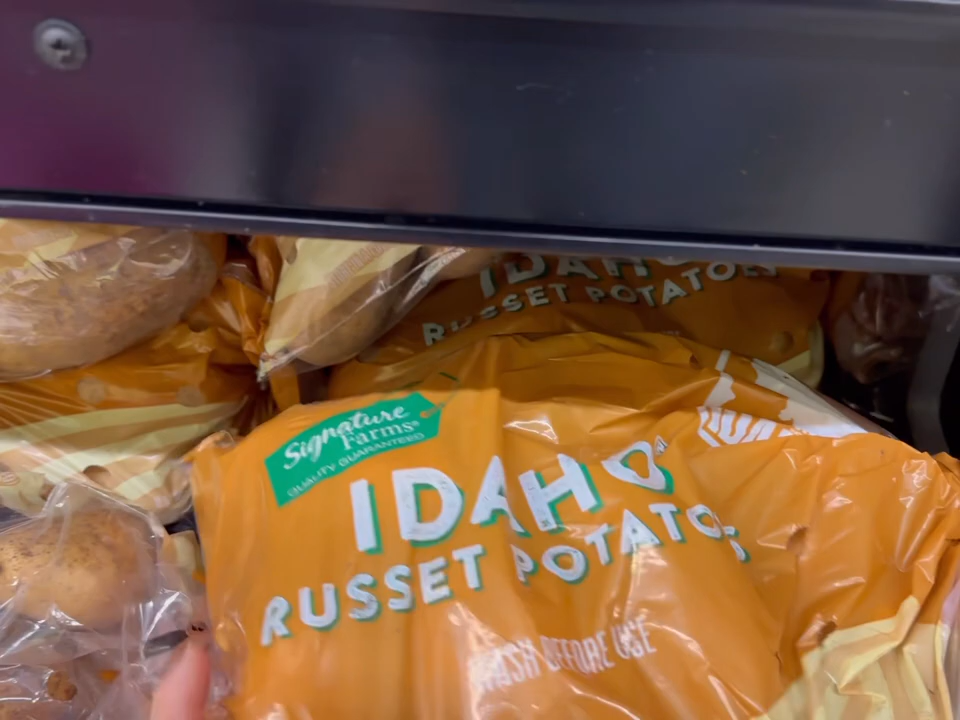 IDAHO
RUSSET POTATOES
Signature
Farms®
QUALITY GUARANTEED
IDAHO
RUSSET POTATOES
WASH BEFORE USE